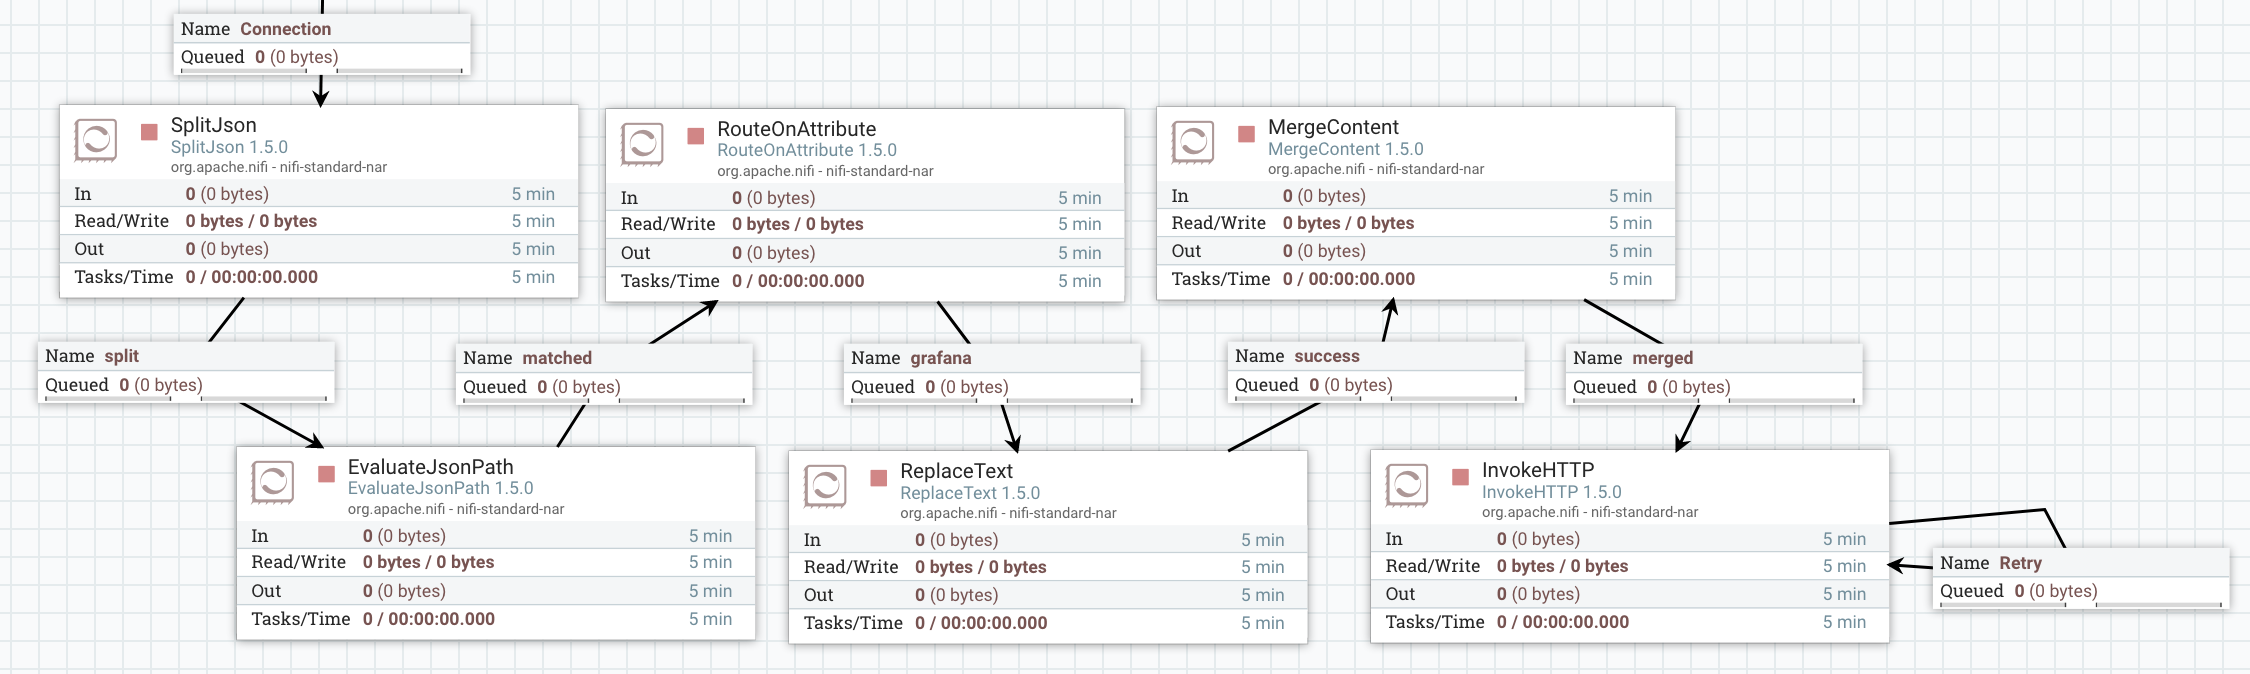 Name Connection
Queued 0 (0 bytes)
SplitJson
SplitJson 1.5.0
org.apache.nifi - nifi-standard-nar
In 0 (0 bytes) 5 min
Read/Write 0 bytes / 0 bytes 5 min
Out 0 (0 bytes) 5 min
Tasks/Time 0 / 00:00:00.000 5 min
RouteOnAttribute
RouteOnAttribute 1.5.0
org.apache.nifi - nifi-standard-nar
In 0 (0 bytes) 5 min
Read/Write 0 bytes / 0 bytes 5 min
Out 0 (0 bytes) 5 min
Tasks/Time 0 / 00:00:00.000 5 min
MergeContent
MergeContent 1.5.0
org.apache.nifi - nifi-standard-nar
In 0 (0 bytes) 5 min
Read/Write 0 bytes / 0 bytes 5 min
Out 0 (0 bytes) 5 min
Tasks/Time 0 / 00:00:00.000 5 min
Name split
Queued 0 (0 bytes)
Name matched
Queued 0 (0 bytes)
Name grafana
Queued 0 (0 bytes)
Name success
Queued 0 (0 bytes)
Name merged
Queued 0 (0 bytes)
EvaluateJsonPath
EvaluateJsonPath 1.5.0
org.apache.nifi - nifi-standard-nar
In 0 (0 bytes) 5 min
Read/Write 0 bytes / 0 bytes 5 min
Out 0 (0 bytes) 5 min
Tasks/Time 0 / 00:00:00.000 5 min
ReplaceText
ReplaceText 1.5.0
org.apache.nifi - nifi-standard-nar
In 0 (0 bytes) 5 min
Read/Write 0 bytes / 0 bytes 5 min
Out 0 (0 bytes) 5 min
Tasks/Time 0 / 00:00:00.000 5 min
InvokeHTTP
InvokeHTTP 1.5.0
org.apache.nifi - nifi-standard-nar
In 0 (0 bytes) 5 min
Read/Write 0 bytes / 0 bytes 5 min
Out 0 (0 bytes) 5 min
Tasks/Time 0 / 00:00:00.000 5 min
Name Retry
Queued 0 (0 bytes)